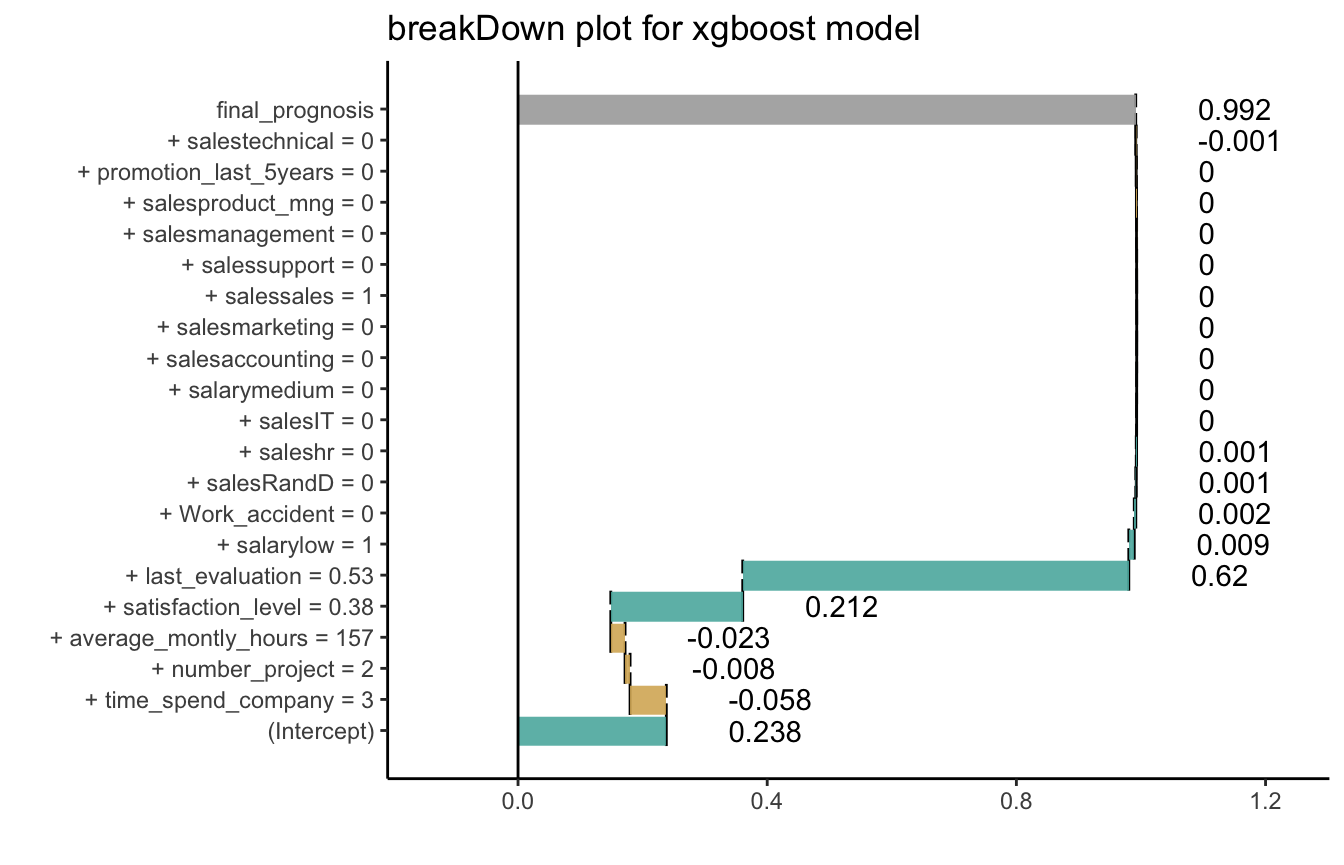 breakDown plot for xgboost model
final_prognosis 0.992
+ salestechnical = 0 -0.001
+ promotion_last_5years = 0 0
+ salesproduct_mng = 0 0
+ salesmanagement = 0 0
+ salessupport = 0 0
+ salessales = 1 0
+ salesmarketing = 0 0
+ salesaccounting = 0 0
+ salarymedium = 0 0
+ salesIT = 0 0
+ saleshr = 0 0.001
+ salesRandD = 0 0.001
+ Work_accident = 0 0.002
+ salarylow = 1 0.009
+ last_evaluation = 0.53 0.62
+ satisfaction_level = 0.38 0.212
+ average_montly_hours = 157 -0.023
+ number_project = 2 -0.008
+ time_spend_company = 3 -0.058
(Intercept) 0.238
0.0 0.4 0.8 1.2